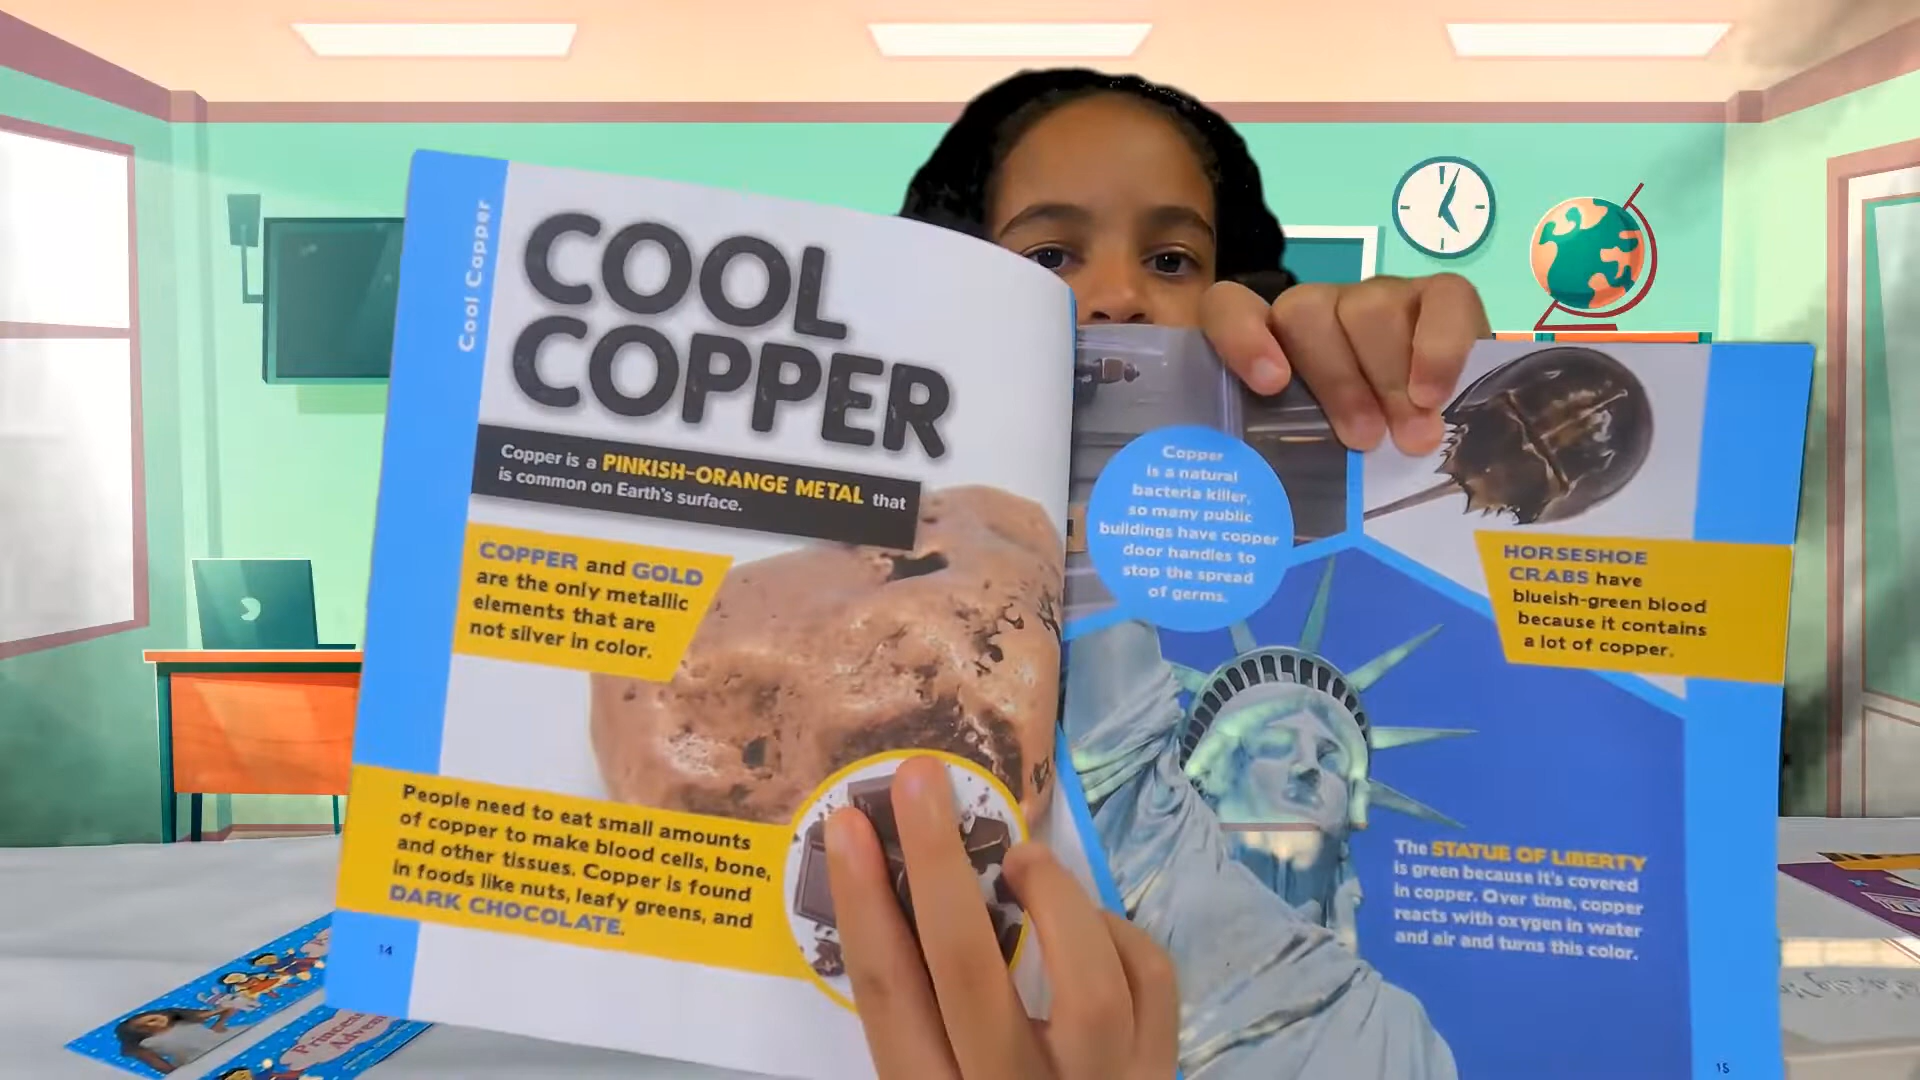 Cool Copper
COOL
COPPER
Copper is a PINKISH-ORANGE METAL that
is common on Earth's surface.
COPPER and GOLD
are the only metallic
elements that are
not silver in color.
People need to eat small amounts
of copper to make blood cells, bone,
and other tissues. Copper is found
in foods like nuts, leafy greens, and
DARK CHOCOLATE.
14
Copper
is a natural
bacteria killer,
so many public
buildings have copper
door handles to
stop the spread
of germs.
HORSESHOE
CRABS have
blueish-green blood
because it contains
a lot of copper.
The STATUE OF LIBERTY
is green because it's covered
in copper. Over time, copper
reacts with oxygen in water
and air and turns this color.
15
Princess